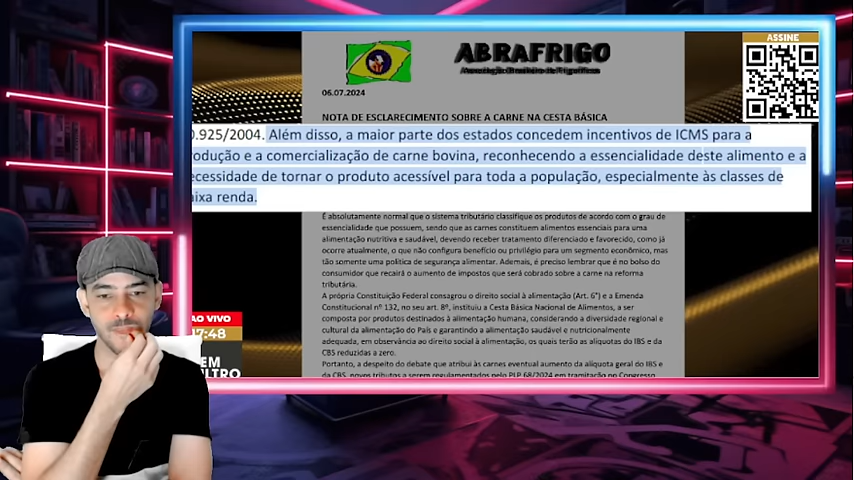 ASSINE
ABRAFRIGO
Associação Brasileira de Frigoríficos
06.07.2024
NOTA DE ESCLARECIMENTO SOBRE A CARNE NA CESTA BÁSICA
0.925/2004. Além disso, a maior parte dos estados concedem incentivos de ICMS para a
rodução e a comercialização de carne bovina, reconhecendo a essencialidade deste alimento e a
ecessidade de tornar o produto acessível para toda a população, especialmente às classes de
aixa renda.
É absolutamente normal que o sistema tributário classifique os produtos de acordo com o grau de
essencialidade que possuem, sendo que as carnes constituem alimentos essenciais para uma
alimentação nutritiva e saudável, devendo receber tratamento diferenciado e favorecido, como já
ocorre atualmente, o que não configura benefício ou privilégio para um segmento econômico, mas
tão somente uma política de segurança alimentar. Ademais, é preciso lembrar que é no bolso do
consumidor que recairá o aumento de impostos que será cobrado sobre a carne na reforma
tributária.
A própria Constituição Federal consagrou o direito social à alimentação (Art. 6º) e a Emenda
Constitucional nº 132, no seu art. 8º, instituiu a Cesta Básica Nacional de Alimentos, a ser
composta por produtos destinados à alimentação humana, considerando a diversidade regional e
cultural da alimentação do País e garantindo a alimentação saudável e nutricionalmente
adequada, em observância ao direito social à alimentação, os quais terão as alíquotas do IBS e da
CBS reduzidas a zero.
Portanto, a despeito do debate que atribui às carnes eventual aumento da alíquota geral do IBS e
da CBS, novos tributos a serem regulamentados pelo PLP 68/2024 em tramitação no Congresso
AO VIVO
17:48
EM
LTRO